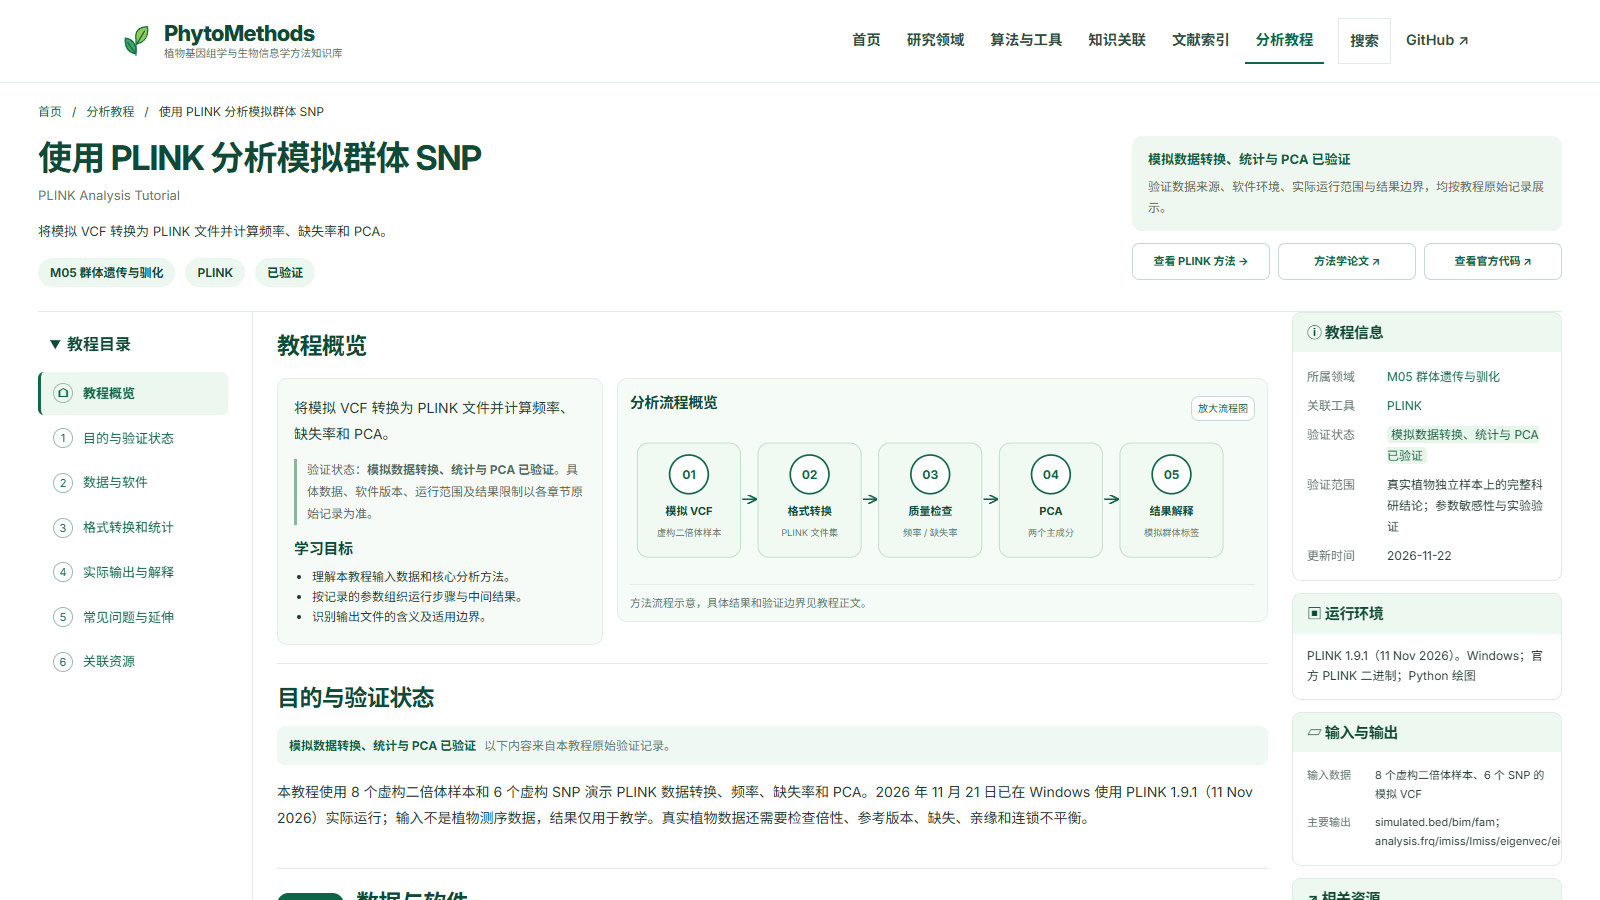 PhytoMethods
植物基因组学与生物信息学方法知识库
首页 研究领域 算法与工具 知识关联 文献索引 分析教程 搜索 GitHub ↗
首页 / 分析教程 / 使用 PLINK 分析模拟群体 SNP
使用 PLINK 分析模拟群体 SNP
PLINK Analysis Tutorial
将模拟 VCF 转换为 PLINK 文件并计算频率、缺失率和 PCA。
M05 群体遗传与驯化 PLINK 已验证
模拟数据转换、统计与 PCA 已验证
验证数据来源、软件环境、实际运行范围与结果边界，均按教程原始记录展
示。
查看 PLINK 方法 → 方法学论文 ↗ 查看官方代码 ↗
▼ 教程目录
教程概览
1 目的与验证状态
2 数据与软件
3 格式转换和统计
4 实际输出与解释
5 常见问题与延伸
6 关联资源
教程概览
将模拟 VCF 转换为 PLINK 文件并计算频率、
缺失率和 PCA。
验证状态：模拟数据转换、统计与 PCA 已验证。具
体数据、软件版本、运行范围及结果限制以各章节原
始记录为准。
学习目标
• 理解本教程输入数据和核心分析方法。
• 按记录的参数组织运行步骤与中间结果。
• 识别输出文件的含义及适用边界。
分析流程概览
放大流程图
01 模拟 VCF 虚构二倍体样本
02 格式转换 PLINK 文件集
03 质量检查 频率 / 缺失率
04 PCA 两个主成分
05 结果解释 模拟群体标签
方法流程示意，具体结果和验证边界见教程正文。
目的与验证状态
模拟数据转换、统计与 PCA 已验证 以下内容来自本教程原始验证记录。
本教程使用 8 个虚构二倍体样本和 6 个虚构 SNP 演示 PLINK 数据转换、频率、缺失率和 PCA。2026 年 11 月 21 日已在 Windows 使用 PLINK 1.9.1（11 Nov
2026）实际运行；输入不是植物测序数据，结果仅用于教学。真实植物数据还需要检查倍性、参考版本、缺失、亲缘和连锁不平衡。
数据与软件
教程信息
所属领域 M05 群体遗传与驯化
关联工具 PLINK
验证状态 模拟数据转换、统计与 PCA
已验证
验证范围 真实植物独立样本上的完整科
研结论；参数敏感性与实验验
证
更新时间 2026-11-22
运行环境
PLINK 1.9.1（11 Nov 2026）。Windows；官
方 PLINK 二进制；Python 绘图
输入与输出
输入数据 8 个虚构二倍体样本、6 个 SNP 的
模拟 VCF
主要输出 simulated.bed/bim/fam；
analysis.frq/imiss/lmiss/eigenvec/ei
↗ 相关资源